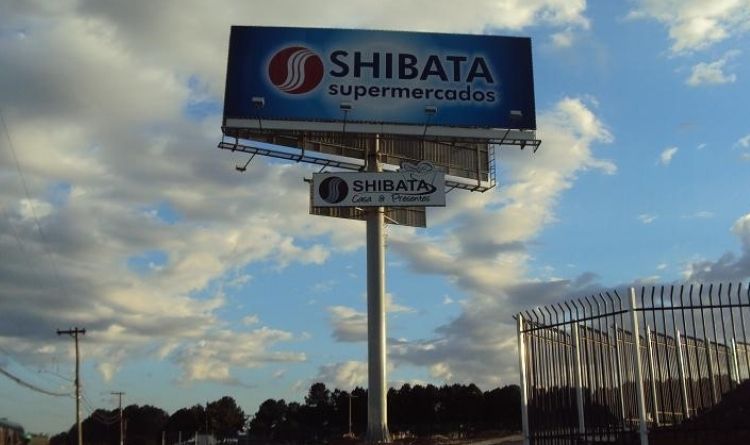 SHIBATA
supermercados
SHIBATA
Casa & Presentes